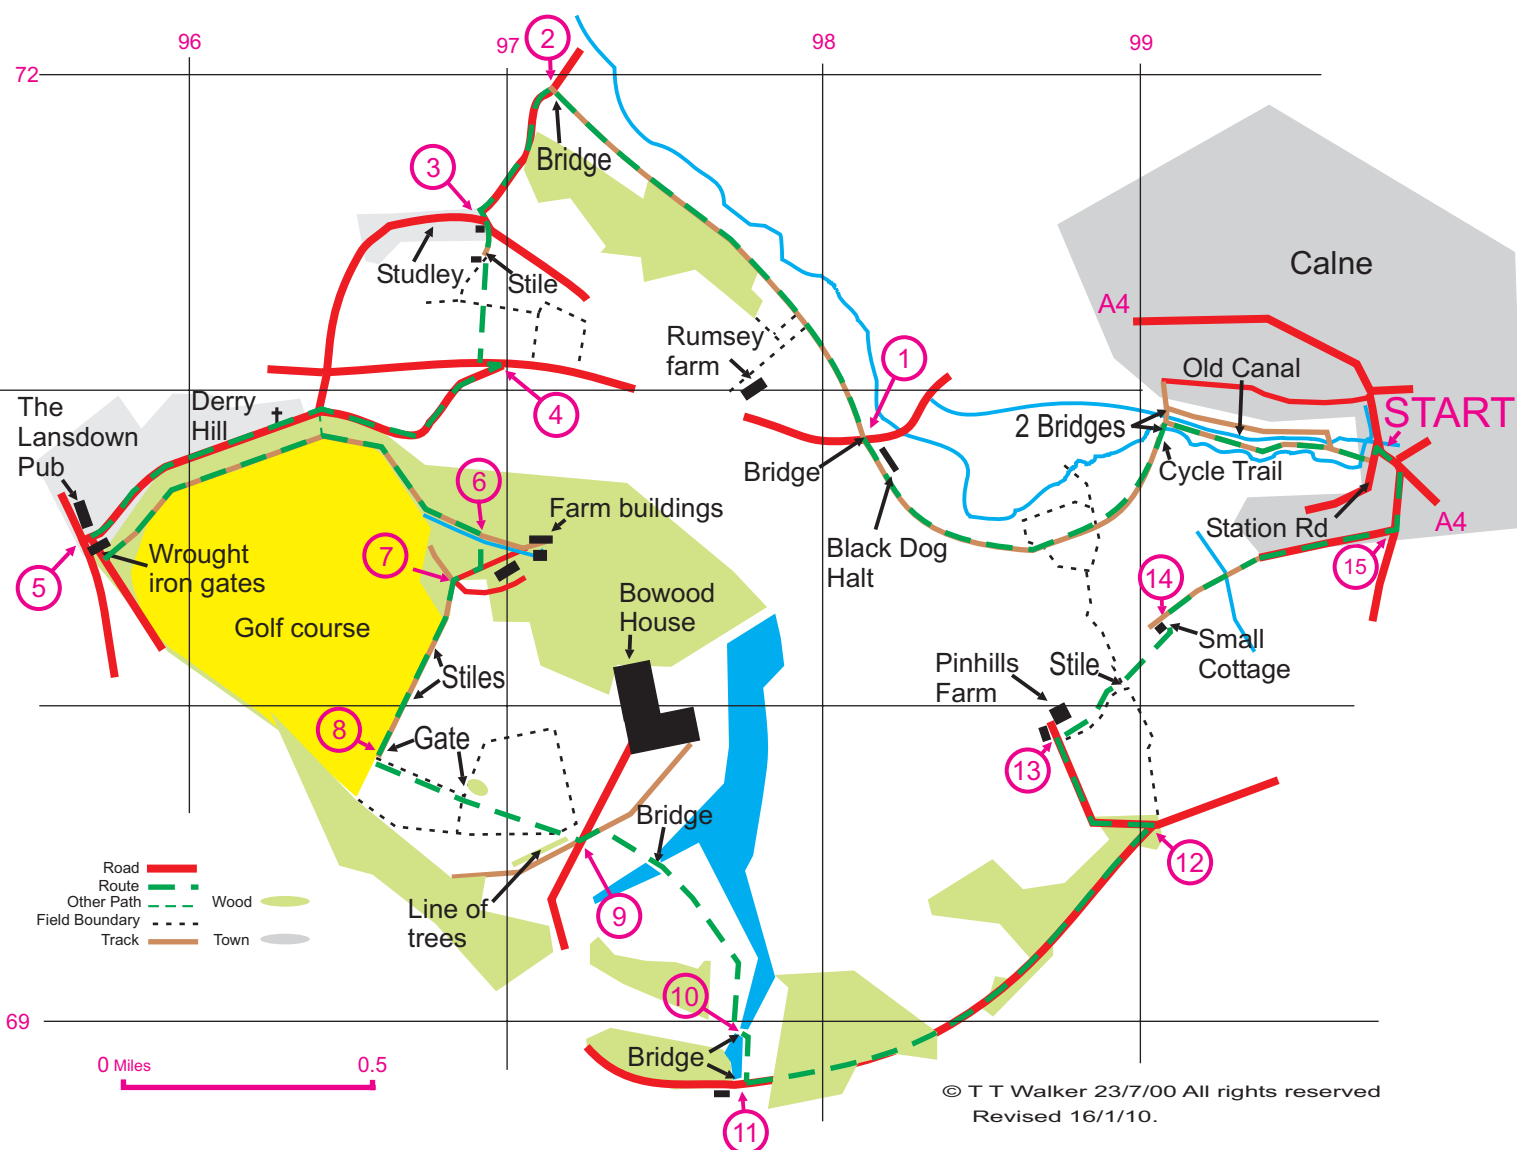 96
97
98
99
72
2
3
Bridge
Studley
Stile
Calne
A4
Rumsey
farm
1
Old Canal
START
The
Lansdown
Pub
Derry
Hill
4
2 Bridges
Bridge
Cycle Trail
6
Farm buildings
Station Rd
A4
5
Wrought
iron gates
7
Black Dog
Halt
14
15
Golf course
Bowood
House
Small
Cottage
Stiles
Pinhills
Farm
Stile
8
Gate
13
Bridge
12
Road
Route
Other Path
Wood
Field Boundary
Track
Town
Line of
trees
9
10
69
0 Miles
0.5
Bridge
11
© T T Walker 23/7/00 All rights reserved
Revised 16/1/10.